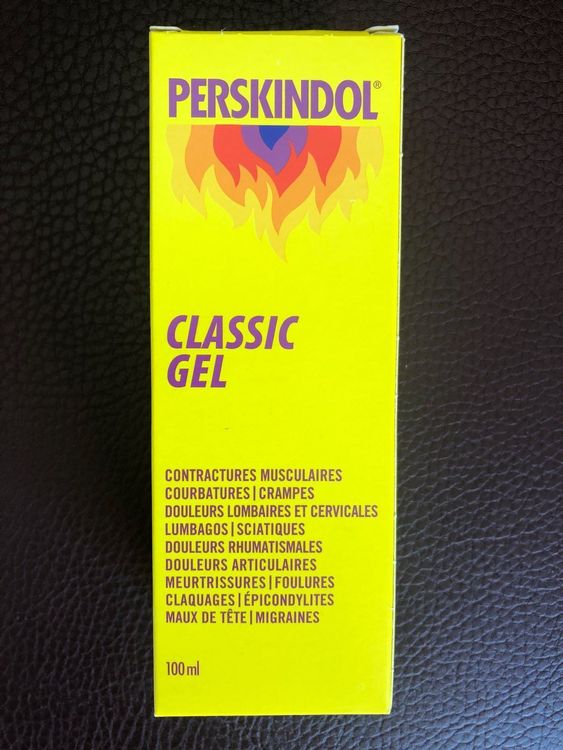 PERSKINDOL®
CLASSIC
GEL
CONTRACTURES MUSCULAIRES
COURBATURES | CRAMPES
DOULEURS LOMBAIRES ET CERVICALES
LUMBAGOS | SCIATIQUES
DOULEURS RHUMATISMALES
DOULEURS ARTICULAIRES
MEURTRISSURES | FOULURES
CLAQUAGES | ÉPICONDYLITES
MAUX DE TÊTE | MIGRAINES
100 ml